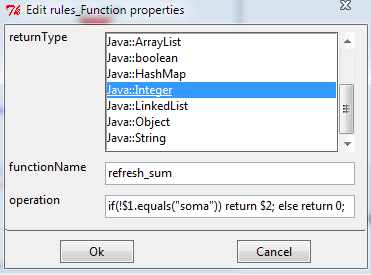 Edit rules_Function properties
returnType
Java::ArrayList
Java::boolean
Java::HashMap
Java::Integer
Java::LinkedList
Java::Object
Java::String
functionName
refresh_sum
operation
if(!$1.equals("soma")) return $2; else return 0;
Ok
Cancel